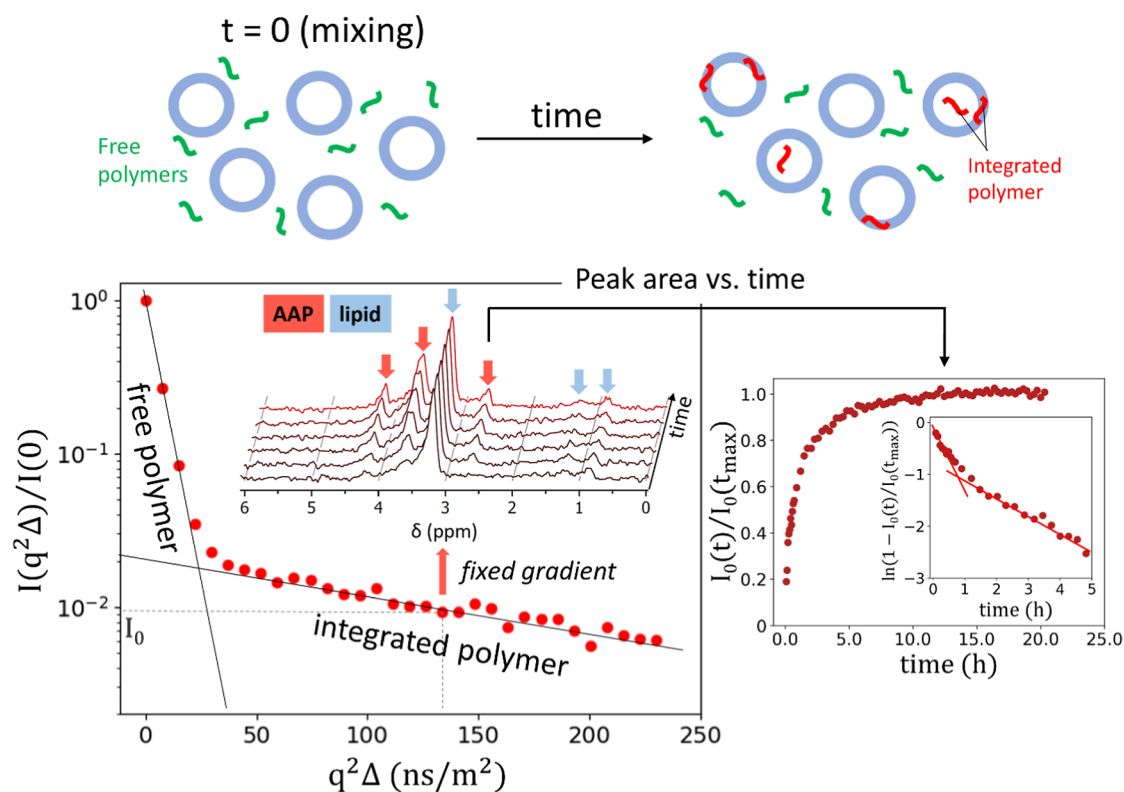 t = 0 (mixing)
Free
polymers
time
Integrated
polymer
Peak area vs. time
AAP
lipid
time
6
5
4
3
2
1
0
δ (ppm)
free polymer
fixed gradient
integrated polymer
I₀
10⁰
10⁻¹
10⁻²
I(q²Δ)/I(0)
0
50
100
150
200
250
q²Δ (ns/m²)
1.0
0.8
0.6
0.4
0.2
0
I₀(t)/I₀(tₘₐₓ)
0.0
5.0
10.0
15.0
20.0
25.0
time (h)
0
−1
−2
−3
ln(1 − I₀(t)/I₀(tₘₐₓ))
0
1
2
3
4
5
time (h)